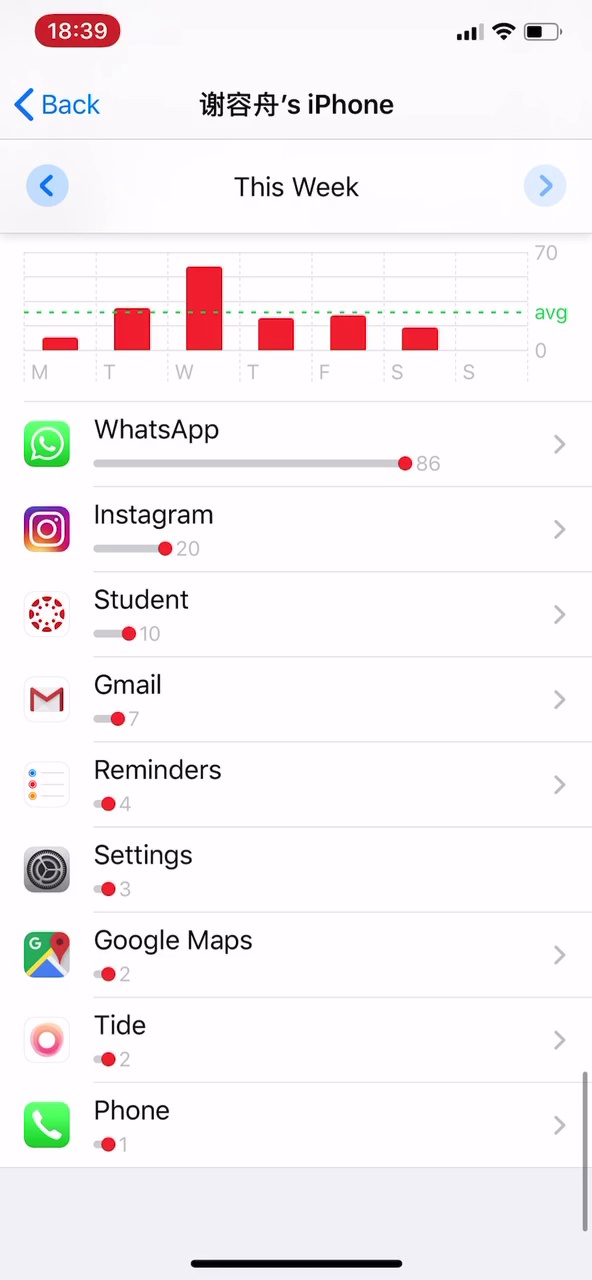 18:39
Back
谢容舟's iPhone
This Week
70
avg
0
M T W T F S S
WhatsApp
86
Instagram
20
Student
10
Gmail
7
Reminders
4
Settings
3
G
Google Maps
2
Tide
2
Phone
1